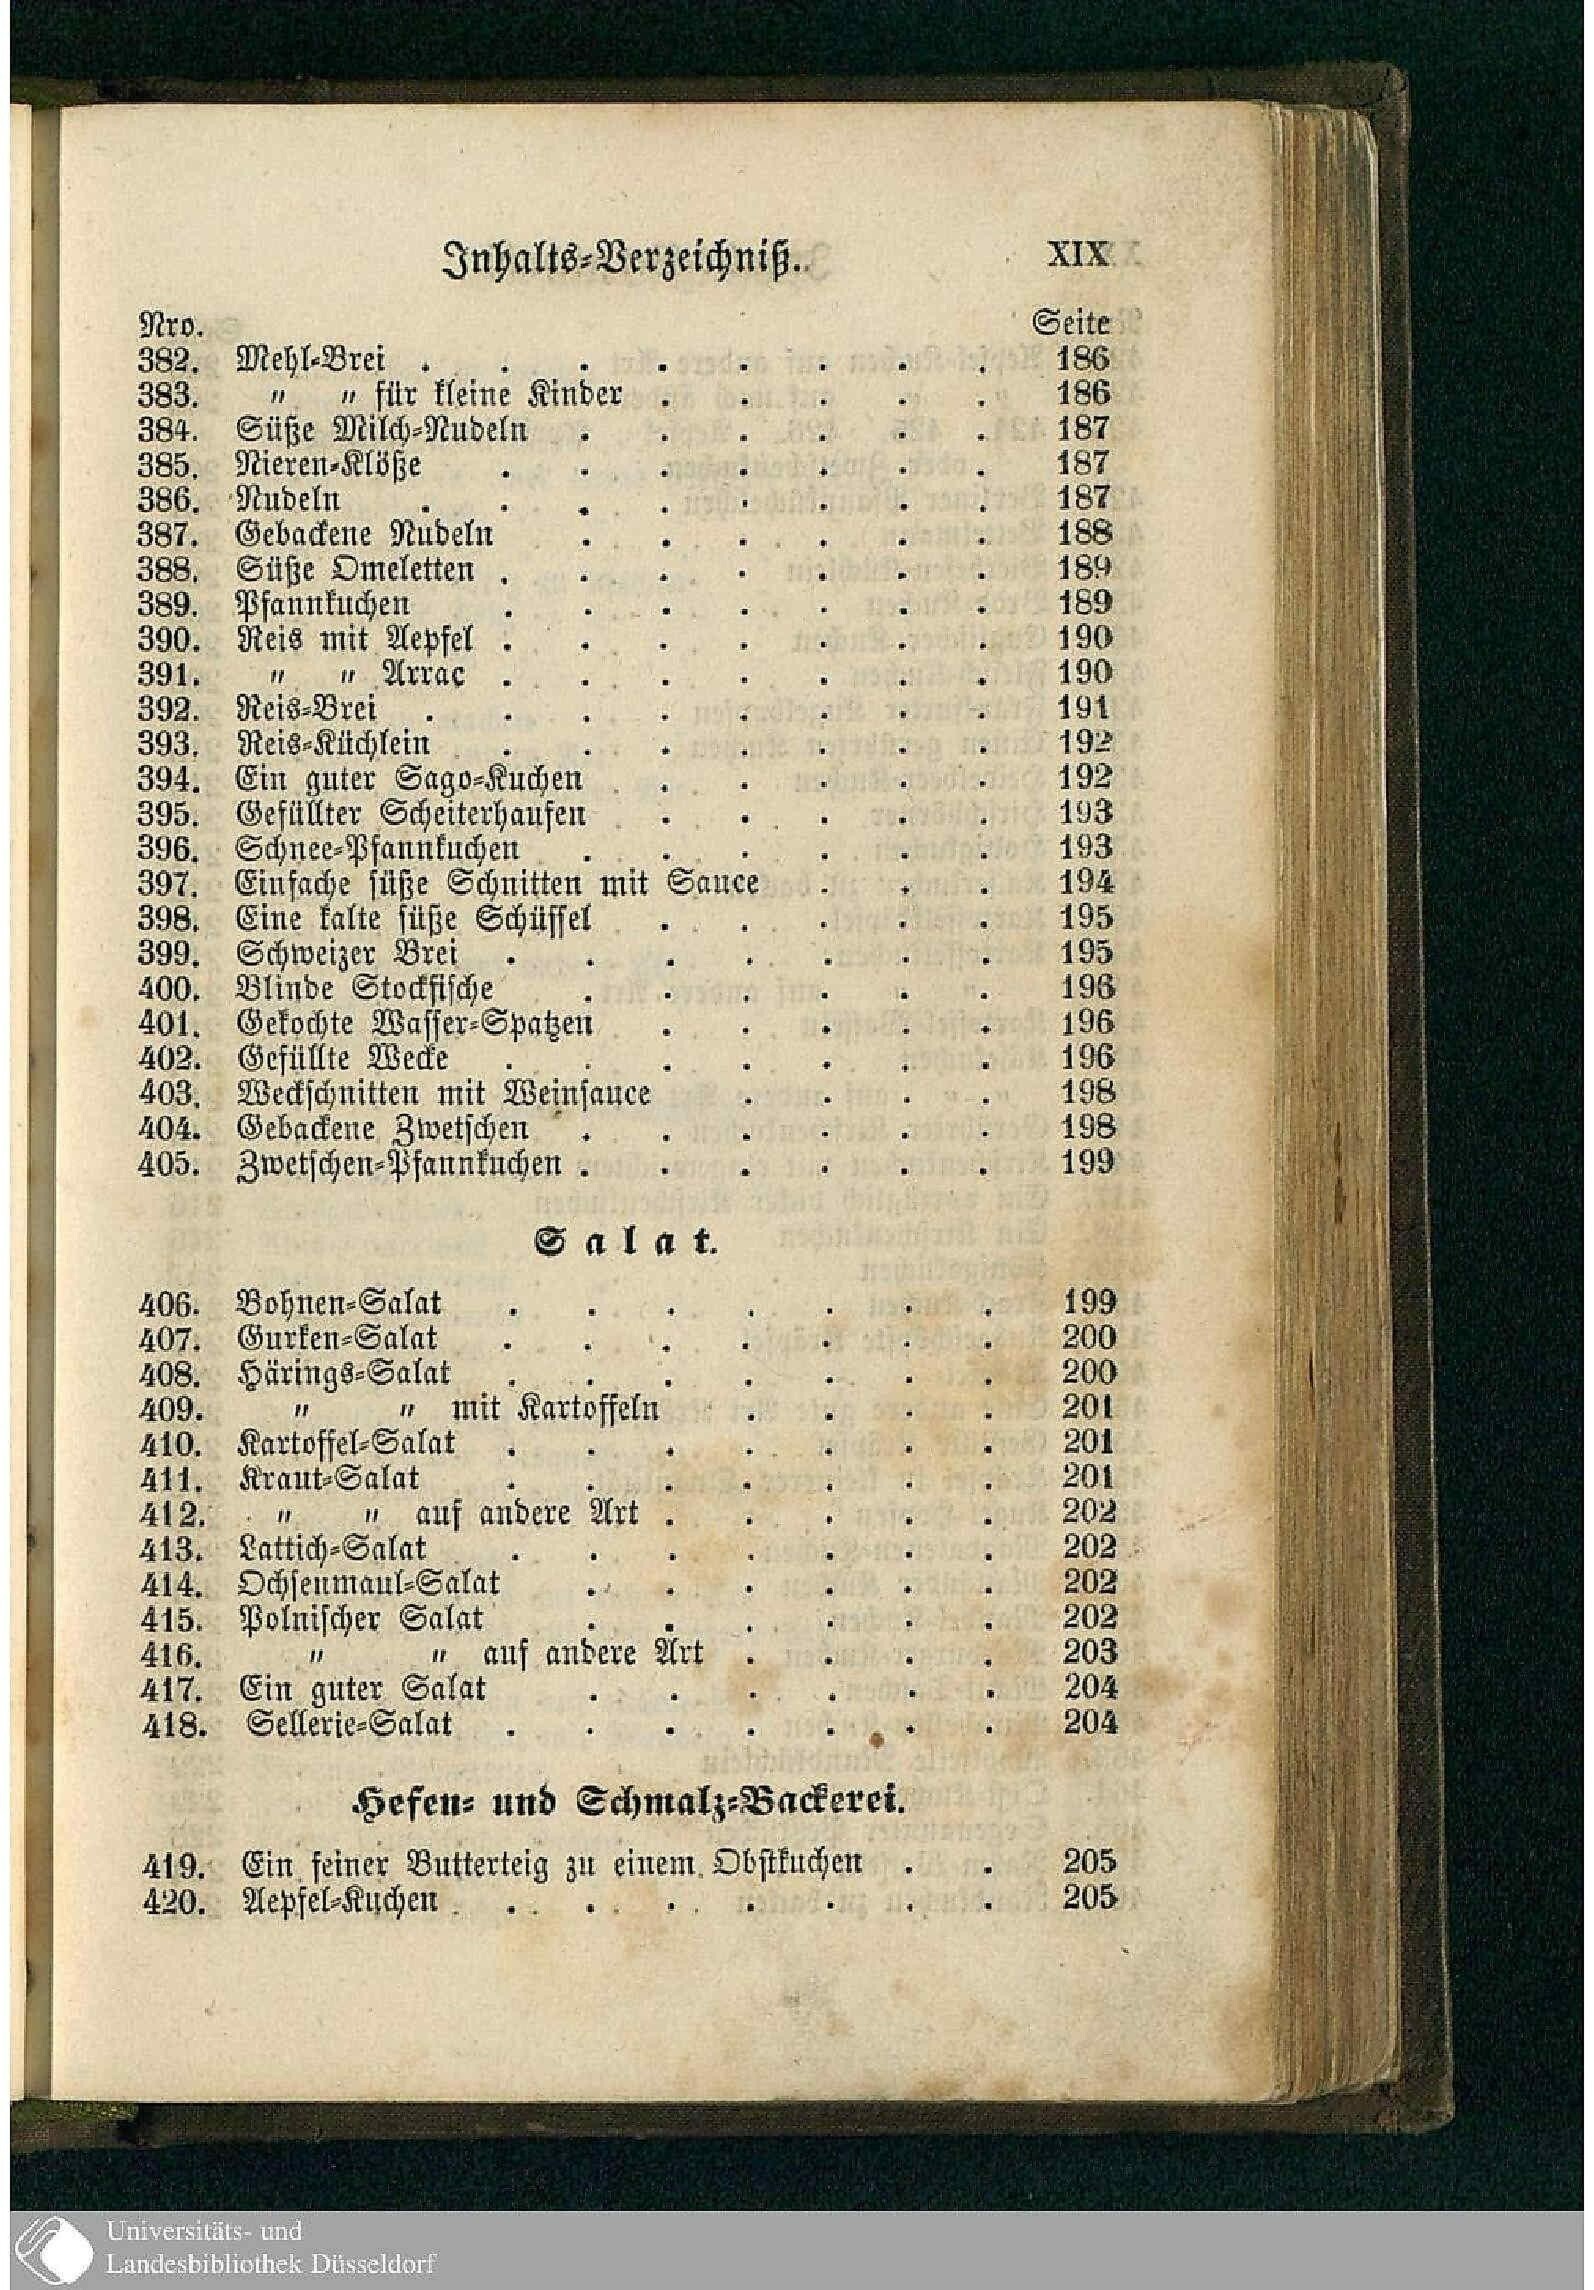 Inhalts-Verzeichniß. XIX
Nro. Seite
382. Mehl-Brei . . . . . . . . 186
383. " " für kleine Kinder . . . . . 186
384. Süße Milch-Nudeln . . . . . . 187
385. Nieren-Klöße . . . . . . . 187
386. Nudeln . . . . . . . . 187
387. Gebackene Nudeln . . . . . . 188
388. Süße Omeletten . . . . . . . 189
389. Pfannkuchen . . . . . . . 189
390. Reis mit Aepfel . . . . . . . 190
391. " " Arrac . . . . . . . 190
392. Reis-Brei . . . . . . . . 191
393. Reis-Küchlein . . . . . . . 192
394. Ein guter Sago-Kuchen . . . . . 192
395. Gefüllter Scheiterhaufen . . . . . 193
396. Schnee-Pfannkuchen . . . . . . 193
397. Einfache süße Schnitten mit Sauce . . . 194
398. Eine kalte süße Schüssel . . . . . 195
399. Schweizer Brei . . . . . . . 195
400. Blinde Stockfische . . . . . . 196
401. Gekochte Wasser-Spatzen . . . . . 196
402. Gefüllte Wecke . . . . . . . 196
403. Weckschnitten mit Weinsauce . . . . 198
404. Gebackene Zwetschen . . . . . . 198
405. Zwetschen-Pfannkuchen . . . . . . 199
Salat.
406. Bohnen-Salat . . . . . . . 199
407. Gurken-Salat . . . . . . . 200
408. Härings-Salat . . . . . . . 200
409. " " mit Kartoffeln . . . . 201
410. Kartoffel-Salat . . . . . . . 201
411. Kraut-Salat . . . . . . . 201
412. " " auf andere Art . . . . . 202
413. Lattich-Salat . . . . . . . 202
414. Ochsenmaul-Salat . . . . . . 202
415. Polnischer Salat . . . . . . 202
416. " " auf andere Art . . . . 203
417. Ein guter Salat . . . . . . 204
418. Sellerie-Salat . . . . . . . 204
Hefen- und Schmalz-Backerei.
419. Ein feiner Butterteig zu einem Obstkuchen . . 205
420. Aepfel-Kuchen . . . . . . . 205
Universitäts- und
Landesbibliothek Düsseldorf